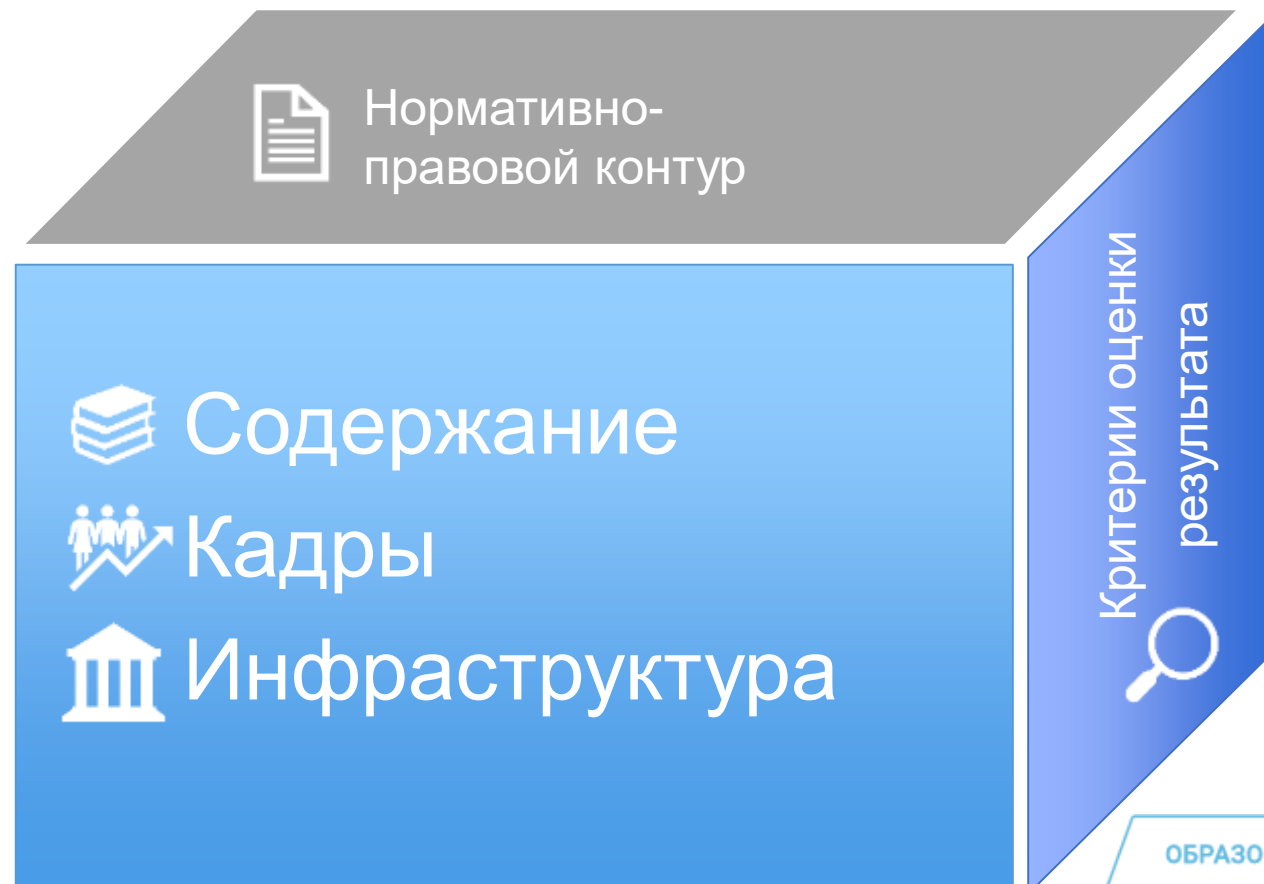 Нормативно-
правовой контур
Содержание
Кадры
Инфраструктура
Критерии оценки
результата
ОБРАЗО